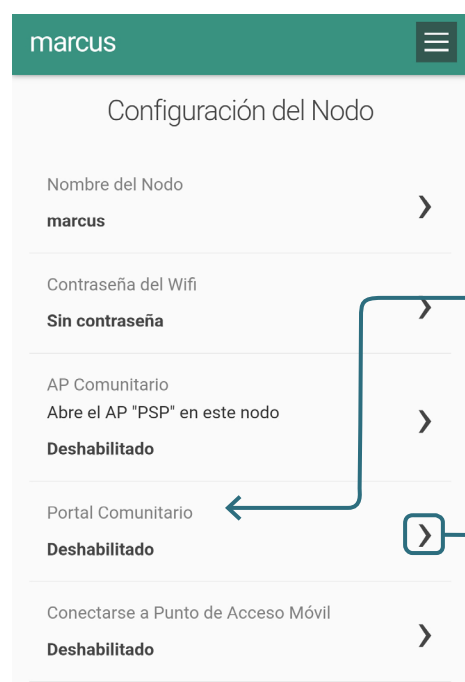 marcus
Configuración del Nodo
Nombre del Nodo
marcus
Contraseña del Wifi
Sin contraseña
AP Comunitario
Abre el AP "PSP" en este nodo
Deshabilitado
Portal Comunitario
Deshabilitado
Conectarse a Punto de Acceso Móvil
Deshabilitado